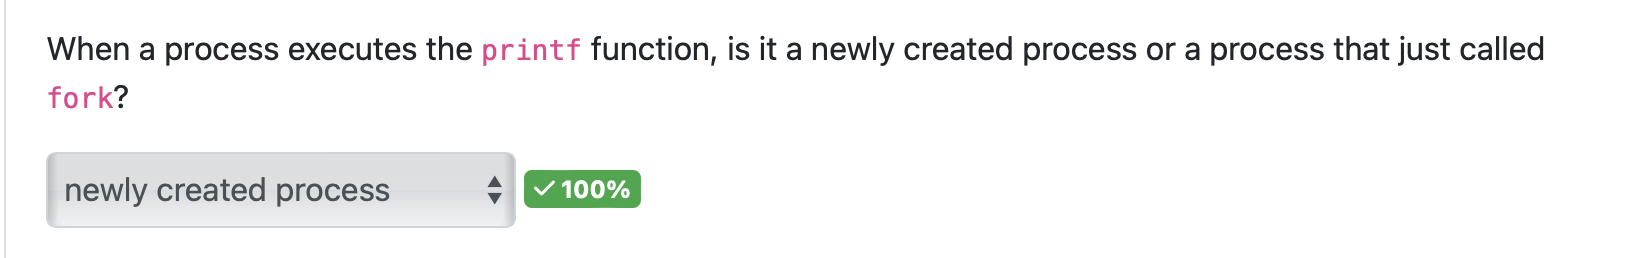 When a process executes the printf function, is it a newly created process or a process that just called
fork?
newly created process
✓ 100%